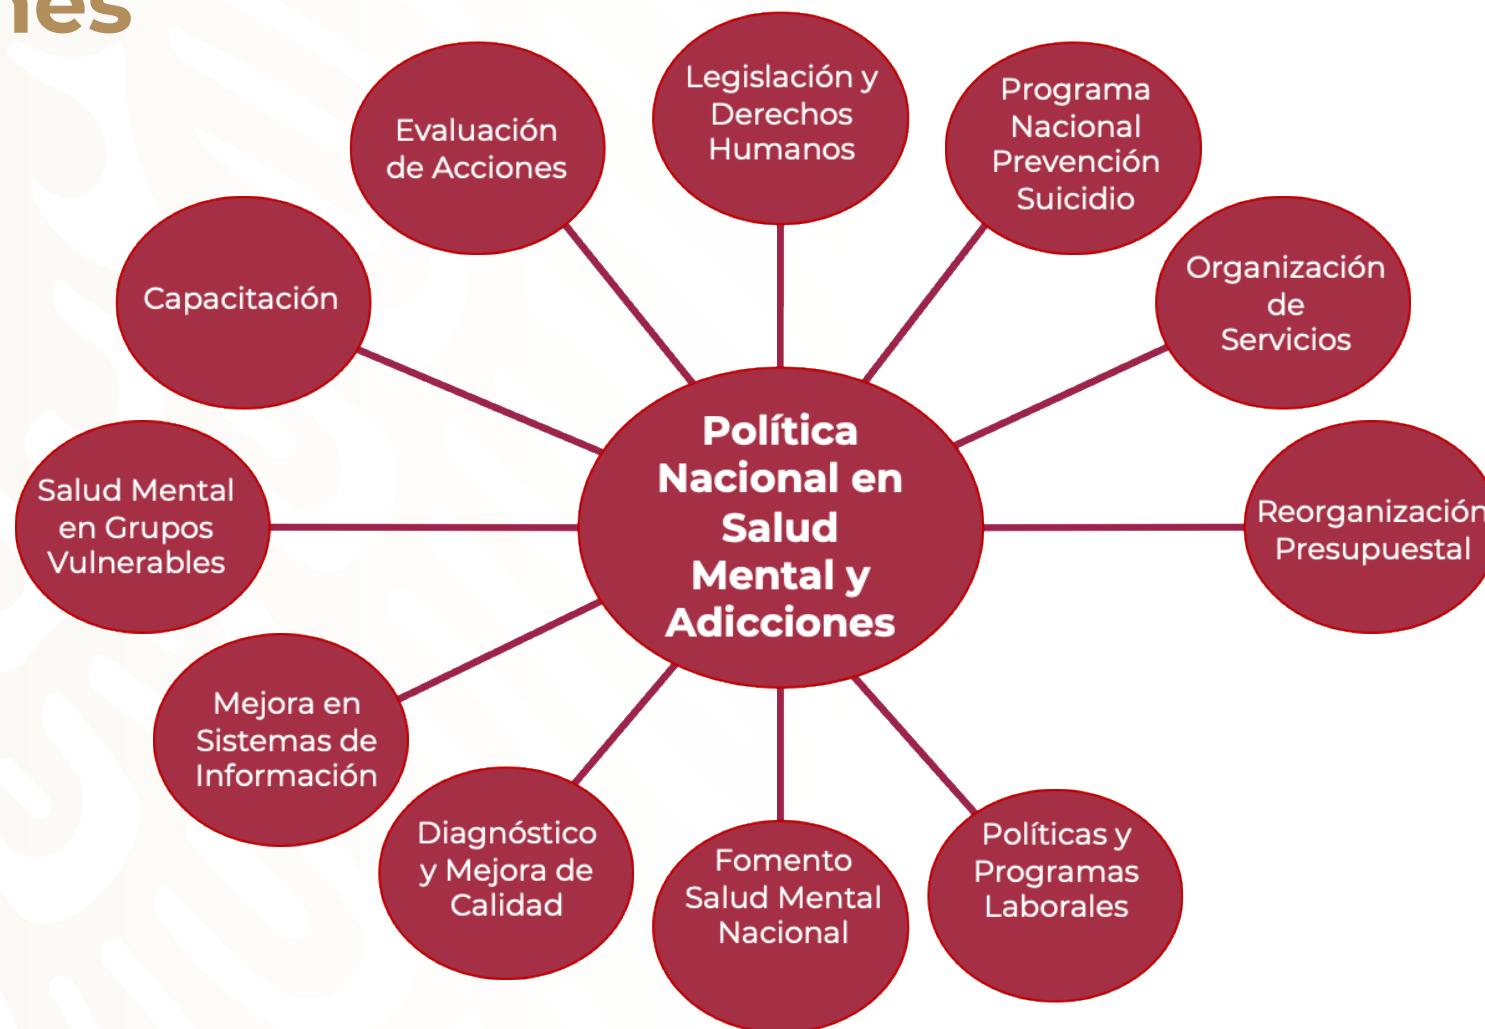 Legislación y
Derechos
Humanos
Programa
Nacional
Prevención
Suicidio
Organización
de
Servicios
Reorganización
Presupuestal
Políticas y
Programas
Laborales
Fomento
Salud Mental
Nacional
Diagnóstico
y Mejora de
Calidad
Mejora en
Sistemas de
Información
Salud Mental
en Grupos
Vulnerables
Capacitación
Evaluación
de Acciones
Política
Nacional en
Salud
Mental y
Adicciones